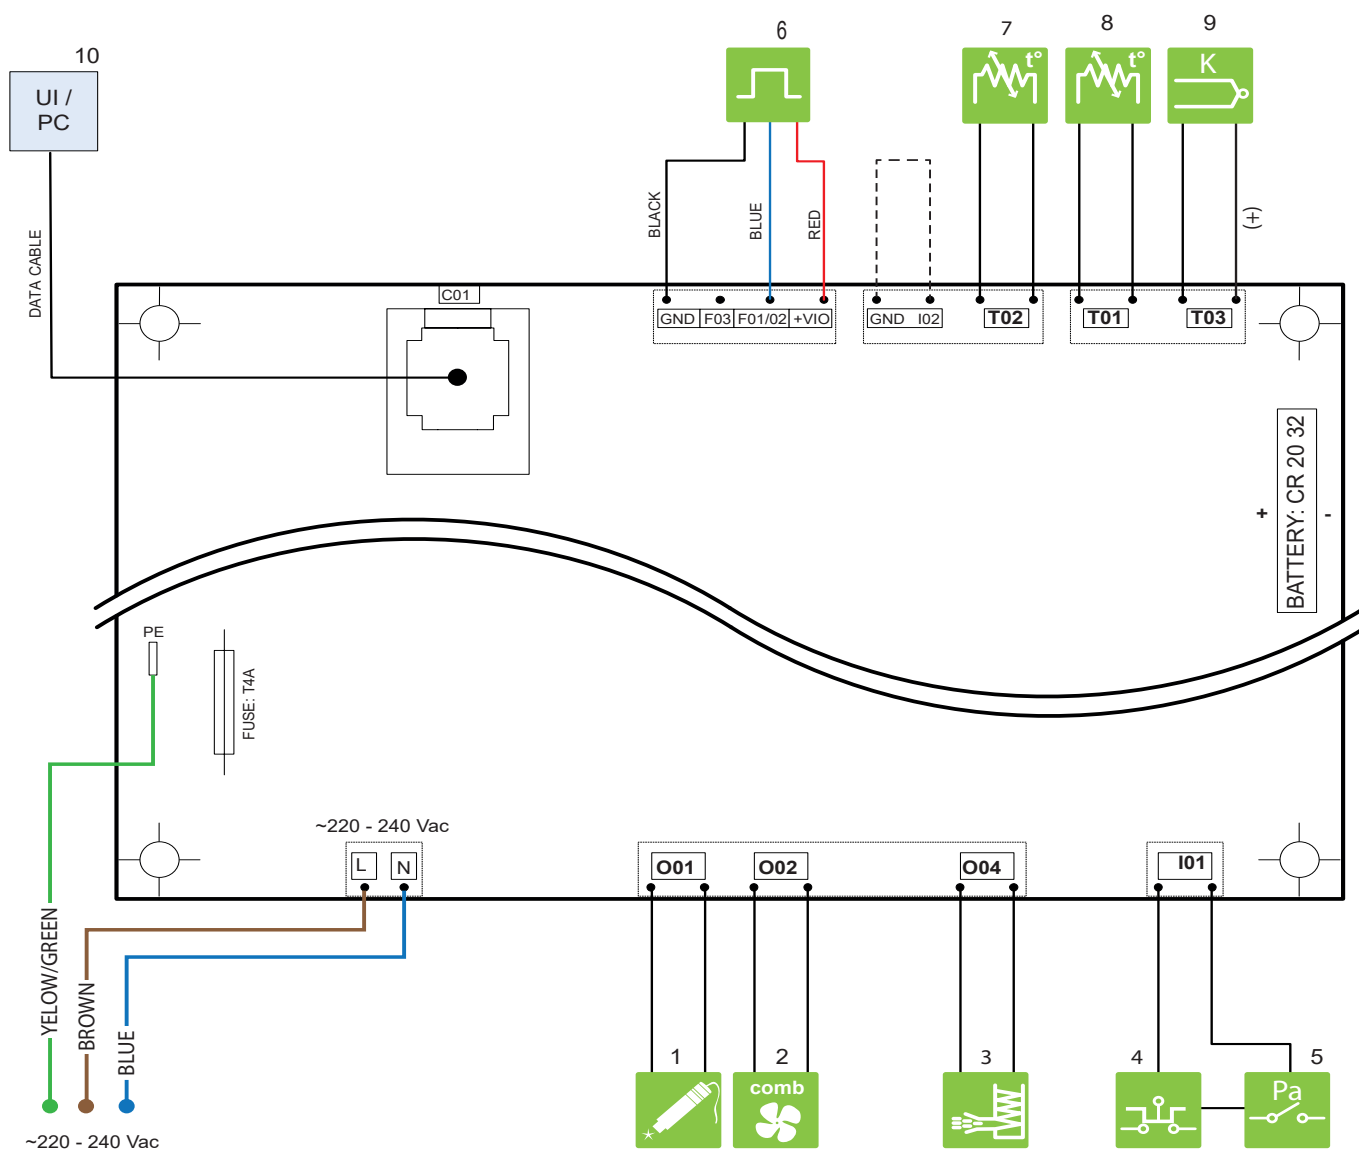 10
6
7
8
9
UI /
PC
t°
t°
K
DATA CABLE
BLACK
BLUE
RED
(+)
C01
GND F03 F01/02 +VIO
GND I02
T02
T01
T03
BATTERY: CR 20 32
+
-
PE
FUSE: T4A
~220 - 240 Vac
L
N
O01
O02
O04
I01
YELOW/GREEN
BROWN
BLUE
1
2
3
4
5
comb
Pa
~220 - 240 Vac